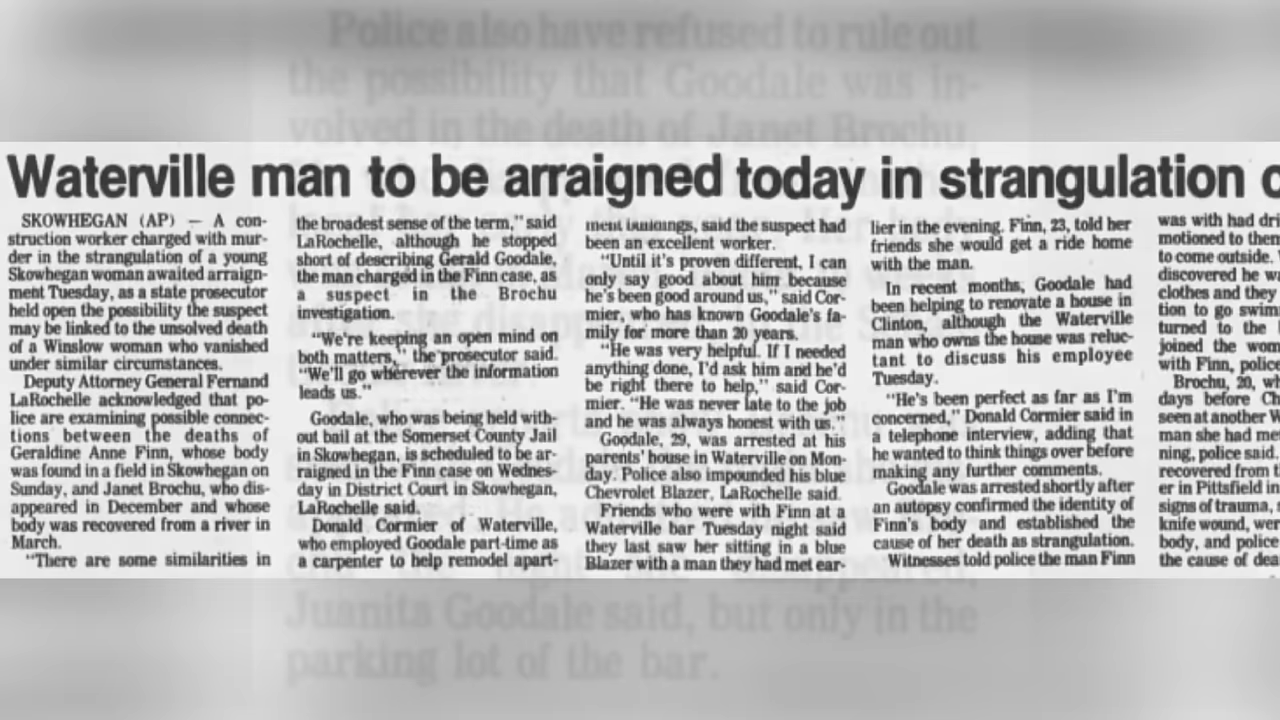 Police also have refused to rule out
the possibility that Goodale was in-
volved in the death of Janet Brochu,
Waterville man to be arraigned today in strangulation
SKOWHEGAN (AP) — A con-
struction worker charged with mur-
der in the strangulation of a young
Skowhegan woman awaited arraign-
ment Tuesday, as a state prosecutor
held open the possibility the suspect
may be linked to the unsolved death
of a Winslow woman who vanished
under similar circumstances.
Deputy Attorney General Fernand
LaRochelle acknowledged that po-
lice are examining possible connec-
tions between the deaths of
Geraldine Anne Finn, whose body
was found in a field in Skowhegan on
Sunday, and Janet Brochu, who dis-
appeared in December and whose
body was recovered from a river in
March.
"There are some similarities in
the broadest sense of the term," said
LaRochelle, although he stopped
short of describing Gerald Goodale,
the man charged in the Finn case, as
a suspect in the Brochu
investigation.
"We're keeping an open mind on
both matters," the prosecutor said.
"We'll go wherever the information
leads us."
Goodale, who was being held with-
out bail at the Somerset County Jail
in Skowhegan, is scheduled to be ar-
raigned in the Finn case on Wednes-
day in District Court in Skowhegan,
LaRochelle said.
Donald Cormier of Waterville,
who employed Goodale part-time as
a carpenter to help remodel apart-
ment buildings, said the suspect had
been an excellent worker.
"Until it's proven different, I can
only say good about him because
he's been good around us," said Cor-
mier, who has known Goodale's fa-
mily for more than 20 years.
"He was very helpful. If I needed
anything done, I'd ask him and he'd
be right there to help," said Cor-
mier. "He was never late to the job
and he was always honest with us."
Goodale, 29, was arrested at his
parents' house in Waterville on Mon-
day. Police also impounded his blue
Chevrolet Blazer, LaRochelle said.
Friends who were with Finn at a
Waterville bar Tuesday night said
they last saw her sitting in a blue
Blazer with a man they had met ear-
lier in the evening. Finn, 23, told her
friends she would get a ride home
with the man.
In recent months, Goodale had
been helping to renovate a house in
Clinton, although the Waterville
man who owns the house was reluc-
tant to discuss his employee
Tuesday.
"He's been perfect as far as I'm
concerned," Donald Cormier said in
a telephone interview, adding that
he wanted to think things over before
making any further comments.
Goodale was arrested shortly after
an autopsy confirmed the identity of
Finn's body and established the
cause of her death as strangulation.
Witnesses told police the man Finn
was with had dri
motioned to then
to come outside.
discovered he wa
clothes and they
tion to go swim
turned to the
joined the wom
with Finn, police
Brochu, 20, wh
days before Ch
seen at another W
man she had me
ning, police said.
recovered from t
er in Pittsfield in
signs of trauma,
knife wound, wer
body, and police
the cause of dea
Juanita Goodale said, but only in the
parking lot of the bar.